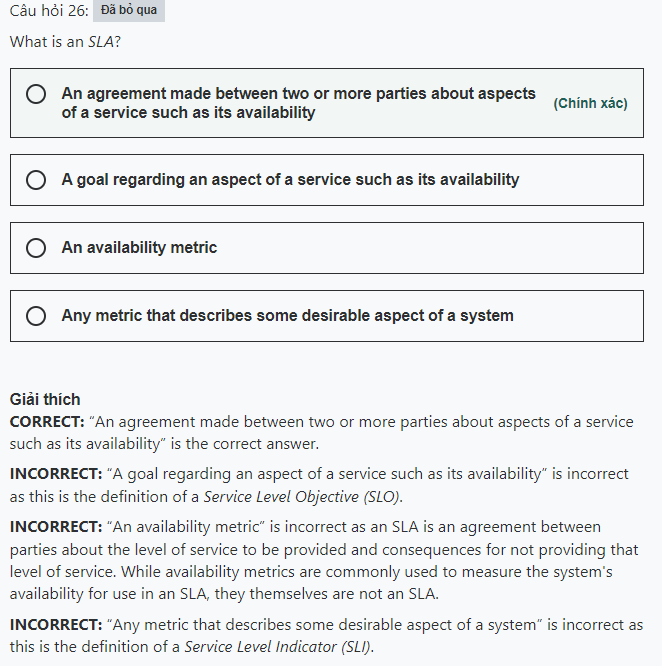 Câu hỏi 26: Đã bỏ qua
What is an SLA?
An agreement made between two or more parties about aspects
of a service such as its availability
(Chính xác)
A goal regarding an aspect of a service such as its availability
An availability metric
Any metric that describes some desirable aspect of a system
Giải thích
CORRECT: “An agreement made between two or more parties about aspects of a service
such as its availability” is the correct answer.
INCORRECT: “A goal regarding an aspect of a service such as its availability” is incorrect
as this is the definition of a Service Level Objective (SLO).
INCORRECT: “An availability metric” is incorrect as an SLA is an agreement between
parties about the level of service to be provided and consequences for not providing that
level of service. While availability metrics are commonly used to measure the system's
availability for use in an SLA, they themselves are not an SLA.
INCORRECT: “Any metric that describes some desirable aspect of a system” is incorrect as
this is the definition of a Service Level Indicator (SLI).